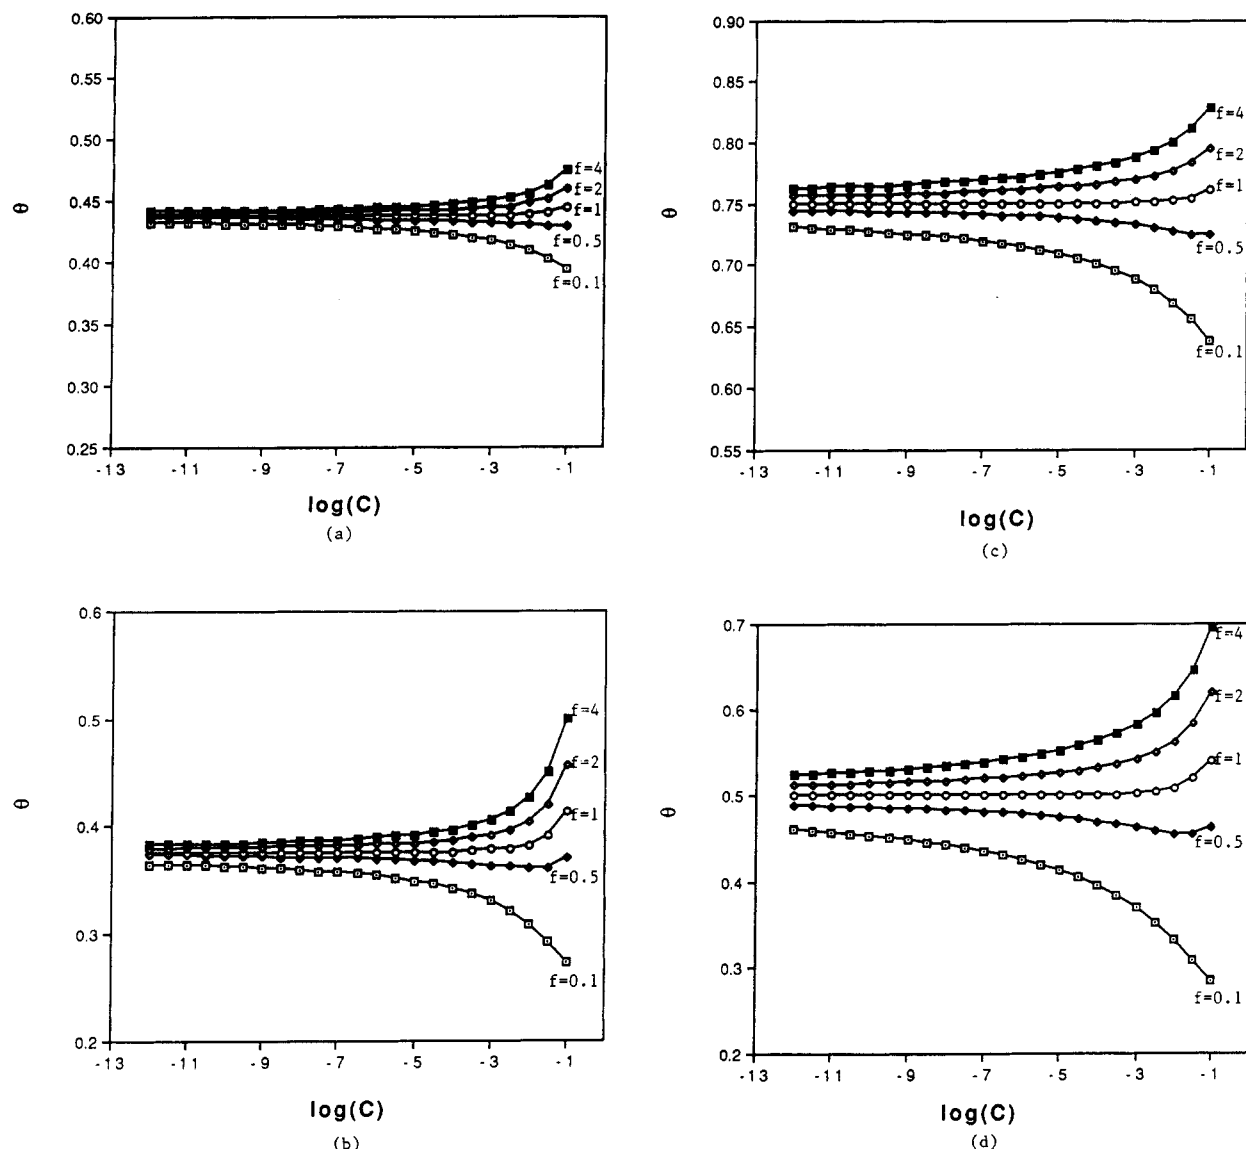 0.60
0.55
0.50
0.45
0.40
0.35
0.30
0.25
θ
f=4
f=2
f=1
f=0.5
f=0.1
-13 -11 -9 -7 -5 -3 -1
log(C)
(a)
0.90
0.85
0.80
0.75
0.70
0.65
0.60
0.55
θ
f=4
f=2
f=1
f=0.5
f=0.1
-13 -11 -9 -7 -5 -3 -1
log(C)
(c)
0.6
0.5
0.4
0.3
0.2
θ
f=4
f=2
f=1
f=0.5
f=0.1
-13 -11 -9 -7 -5 -3 -1
log(C)
(b)
0.7
0.6
0.5
0.4
0.3
0.2
θ
f=4
f=2
f=1
f=0.5
f=0.1
-13 -11 -9 -7 -5 -3 -1
log(C)
(d)